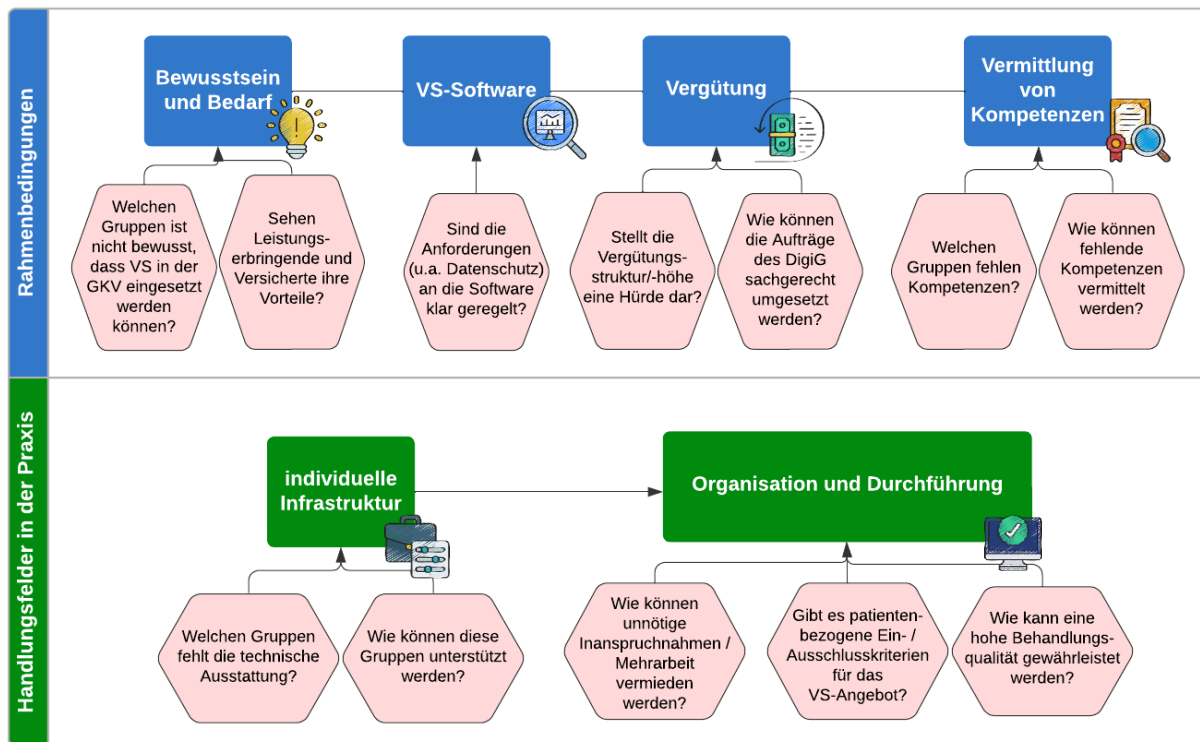 Rahmenbedingungen
Bewusstsein
und Bedarf
VS-Software
Vergütung
Vermittlung
von
Kompetenzen
Welchen
Gruppen ist
nicht bewusst,
dass VS in der
GKV eingesetzt
werden
können?
Sehen
Leistungs-
erbringende und
Versicherte ihre
Vorteile?
Sind die
Anforderungen
(u.a. Datenschutz)
an die Software
klar geregelt?
Stellt die
Vergütungs-
struktur/-höhe
eine Hürde dar?
Wie können
die Aufträge
des DigiG
sachgerecht
umgesetzt
werden?
Welchen
Gruppen fehlen
Kompetenzen?
Wie können
fehlende
Kompetenzen
vermittelt
werden?
Handlungsfelder in der Praxis
individuelle
Infrastruktur
Organisation und Durchführung
Welchen Gruppen
fehlt die technische
Ausstattung?
Wie können diese
Gruppen unterstützt
werden?
Wie können
unnötige
Inanspruchnahmen /
Mehrarbeit
vermieden
werden?
Gibt es patienten-
bezogene Ein- /
Ausschlusskriterien
für das
VS-Angebot?
Wie kann eine
hohe Behandlungs-
qualität gewährleistet
werden?